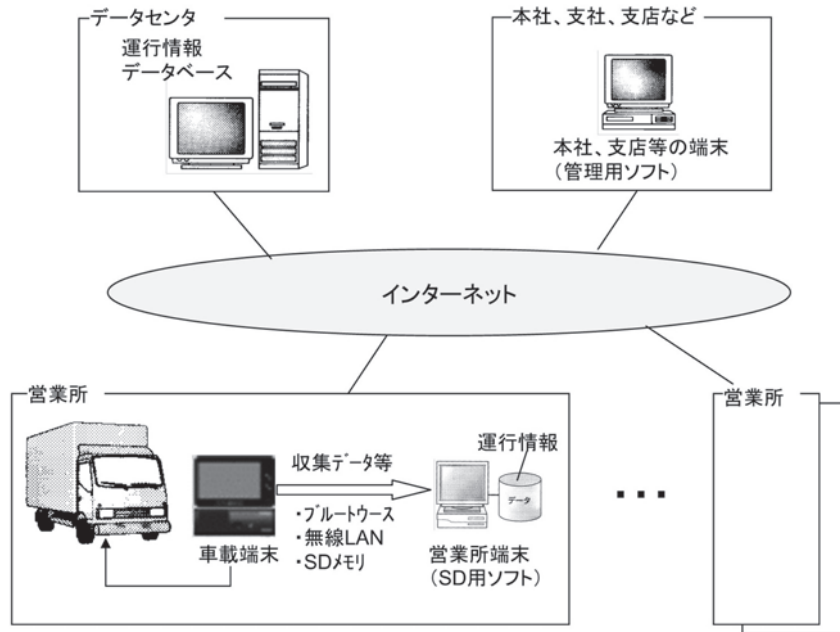 データセンタ
運行情報
データベース
本社、支社、支店など
本社、支店等の端末
（管理用ソフト）
インターネット
営業所
収集データ等
・ブルートウース
・無線LAN
・SDメモリ
車載端末
運行情報
データ
営業所端末
（SD用ソフト）
▪ ▪ ▪
営業所